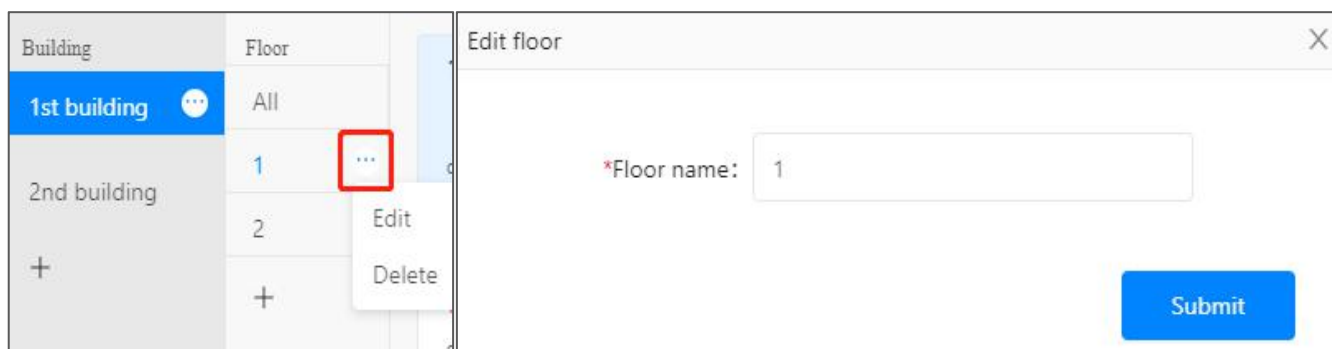 Building
Floor
1st building
All
1
2nd building
2
Edit
Delete
+
+
Edit floor
X
*Floor name:
1
Submit